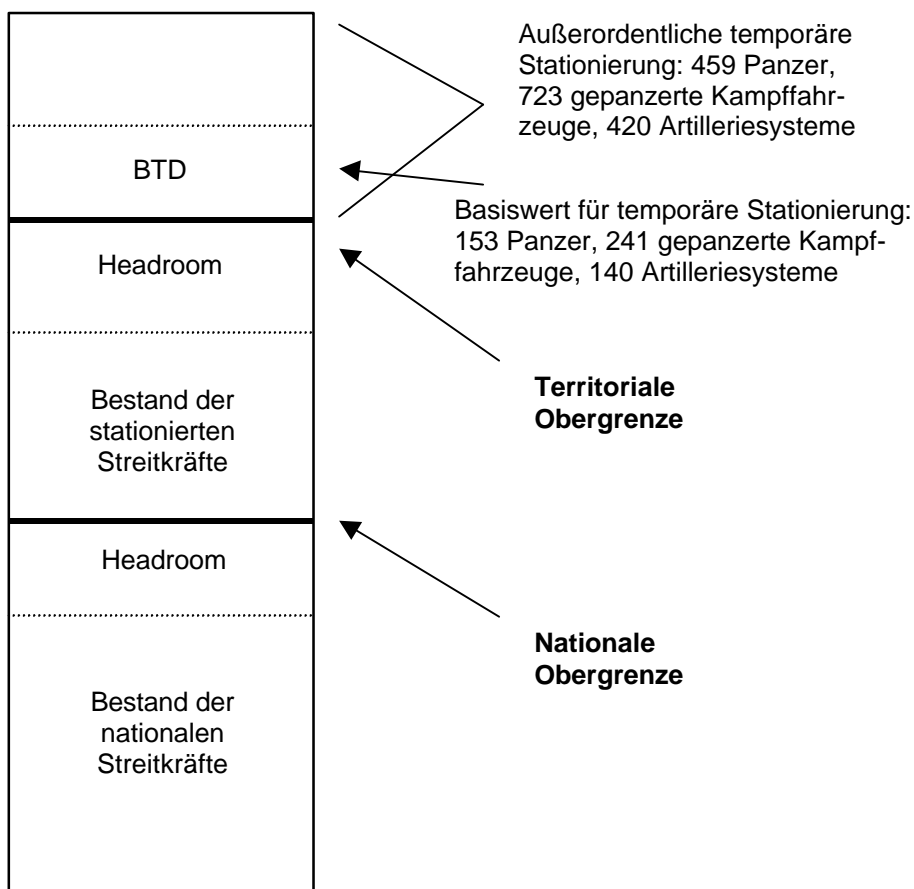 Außerordentliche temporäre
Stationierung: 459 Panzer,
723 gepanzerte Kampffahr-
zeuge, 420 Artilleriesysteme
BTD
Basiswert für temporäre Stationierung:
153 Panzer, 241 gepanzerte Kampf-
fahrzeuge, 140 Artilleriesysteme
Headroom
Territoriale
Obergrenze
Bestand der
stationierten
Streitkräfte
Headroom
Nationale
Obergrenze
Bestand der
nationalen
Streitkräfte